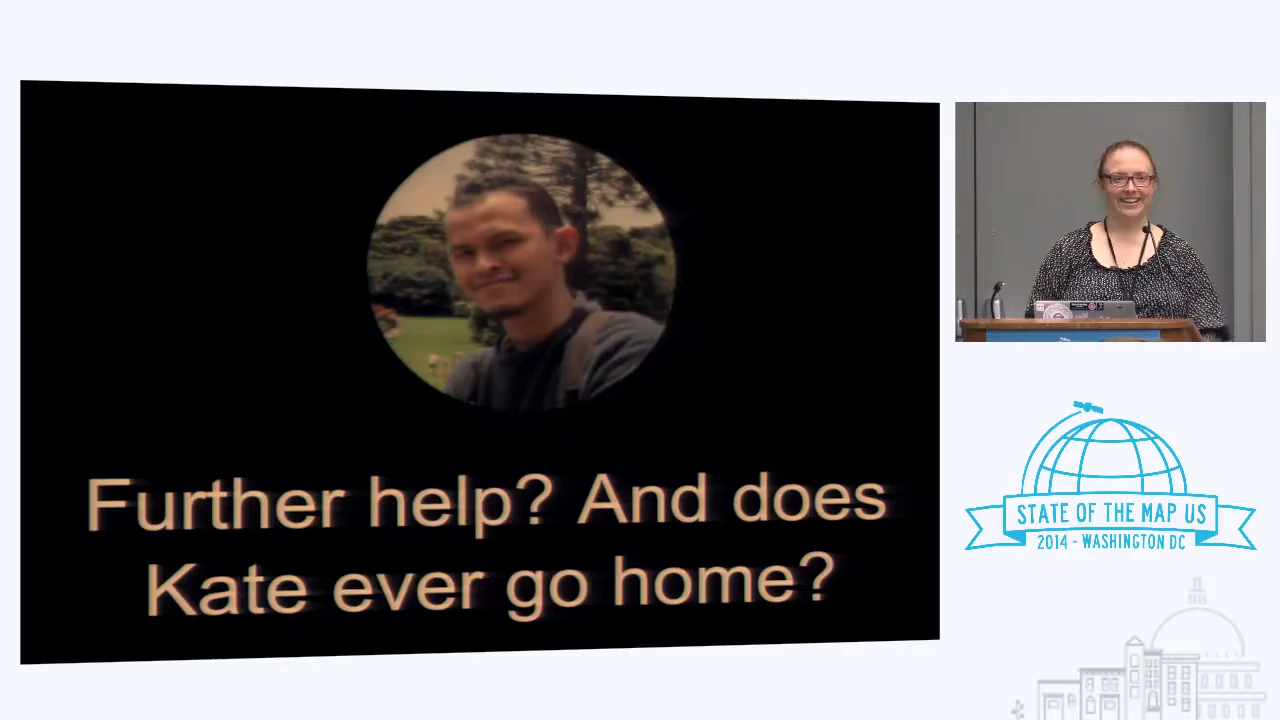 Further help? And does
Kate ever go home?
STATE OF THE MAP US
2014 - WASHINGTON DC